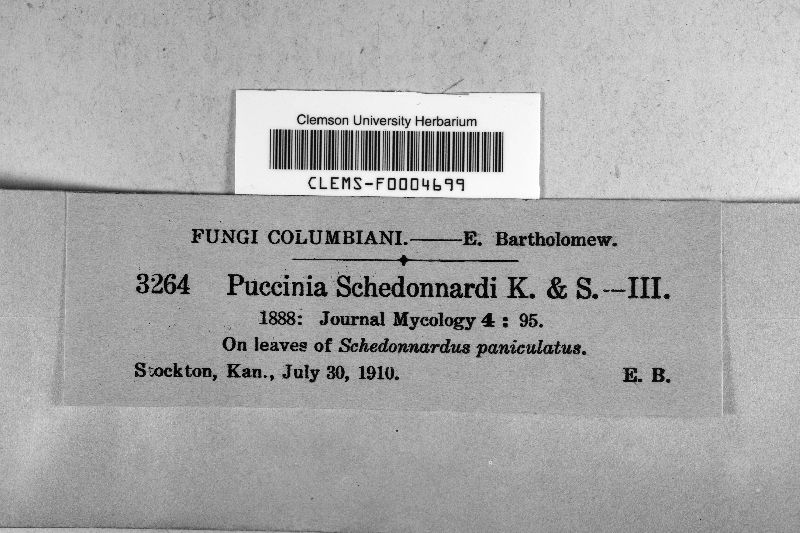 Clemson University Herbarium
CLEMS-F0004699
FUNGI COLUMBIANI.——E. Bartholomew.
3264 Puccinia Schedonnardi K. & S.—III.
1888: Journal Mycology 4 : 95.
On leaves of Schedonnardus paniculatus.
Stockton, Kan., July 30, 1910. E. B.